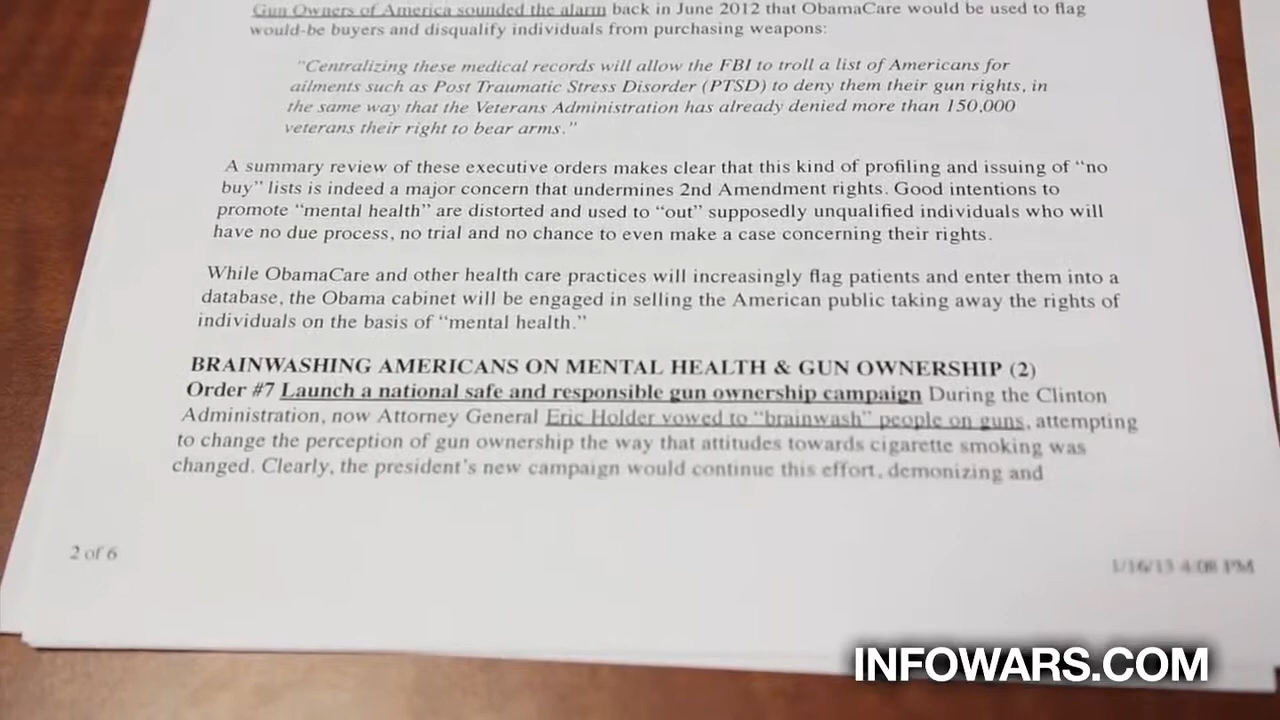 Gun Owners of America sounded the alarm back in June 2012 that ObamaCare would be used to flag
would-be buyers and disqualify individuals from purchasing weapons:
"Centralizing these medical records will allow the FBI to troll a list of Americans for
ailments such as Post Traumatic Stress Disorder (PTSD) to deny them their gun rights, in
the same way that the Veterans Administration has already denied more than 150,000
veterans their right to bear arms."
A summary review of these executive orders makes clear that this kind of profiling and issuing of "no
buy" lists is indeed a major concern that undermines 2nd Amendment rights. Good intentions to
promote "mental health" are distorted and used to "out" supposedly unqualified individuals who will
have no due process, no trial and no chance to even make a case concerning their rights.
While ObamaCare and other health care practices will increasingly flag patients and enter them into a
database, the Obama cabinet will be engaged in selling the American public taking away the rights of
individuals on the basis of "mental health."
BRAINWASHING AMERICANS ON MENTAL HEALTH & GUN OWNERSHIP (2)
Order #7 Launch a national safe and responsible gun ownership campaign During the Clinton
Administration, now Attorney General Eric Holder vowed to "brainwash" people on guns, attempting
to change the perception of gun ownership the way that attitudes towards cigarette smoking was
changed. Clearly, the president's new campaign would continue this effort, demonizing and
2 of 6
1/16/13 4:08 PM
INFOWARS.COM